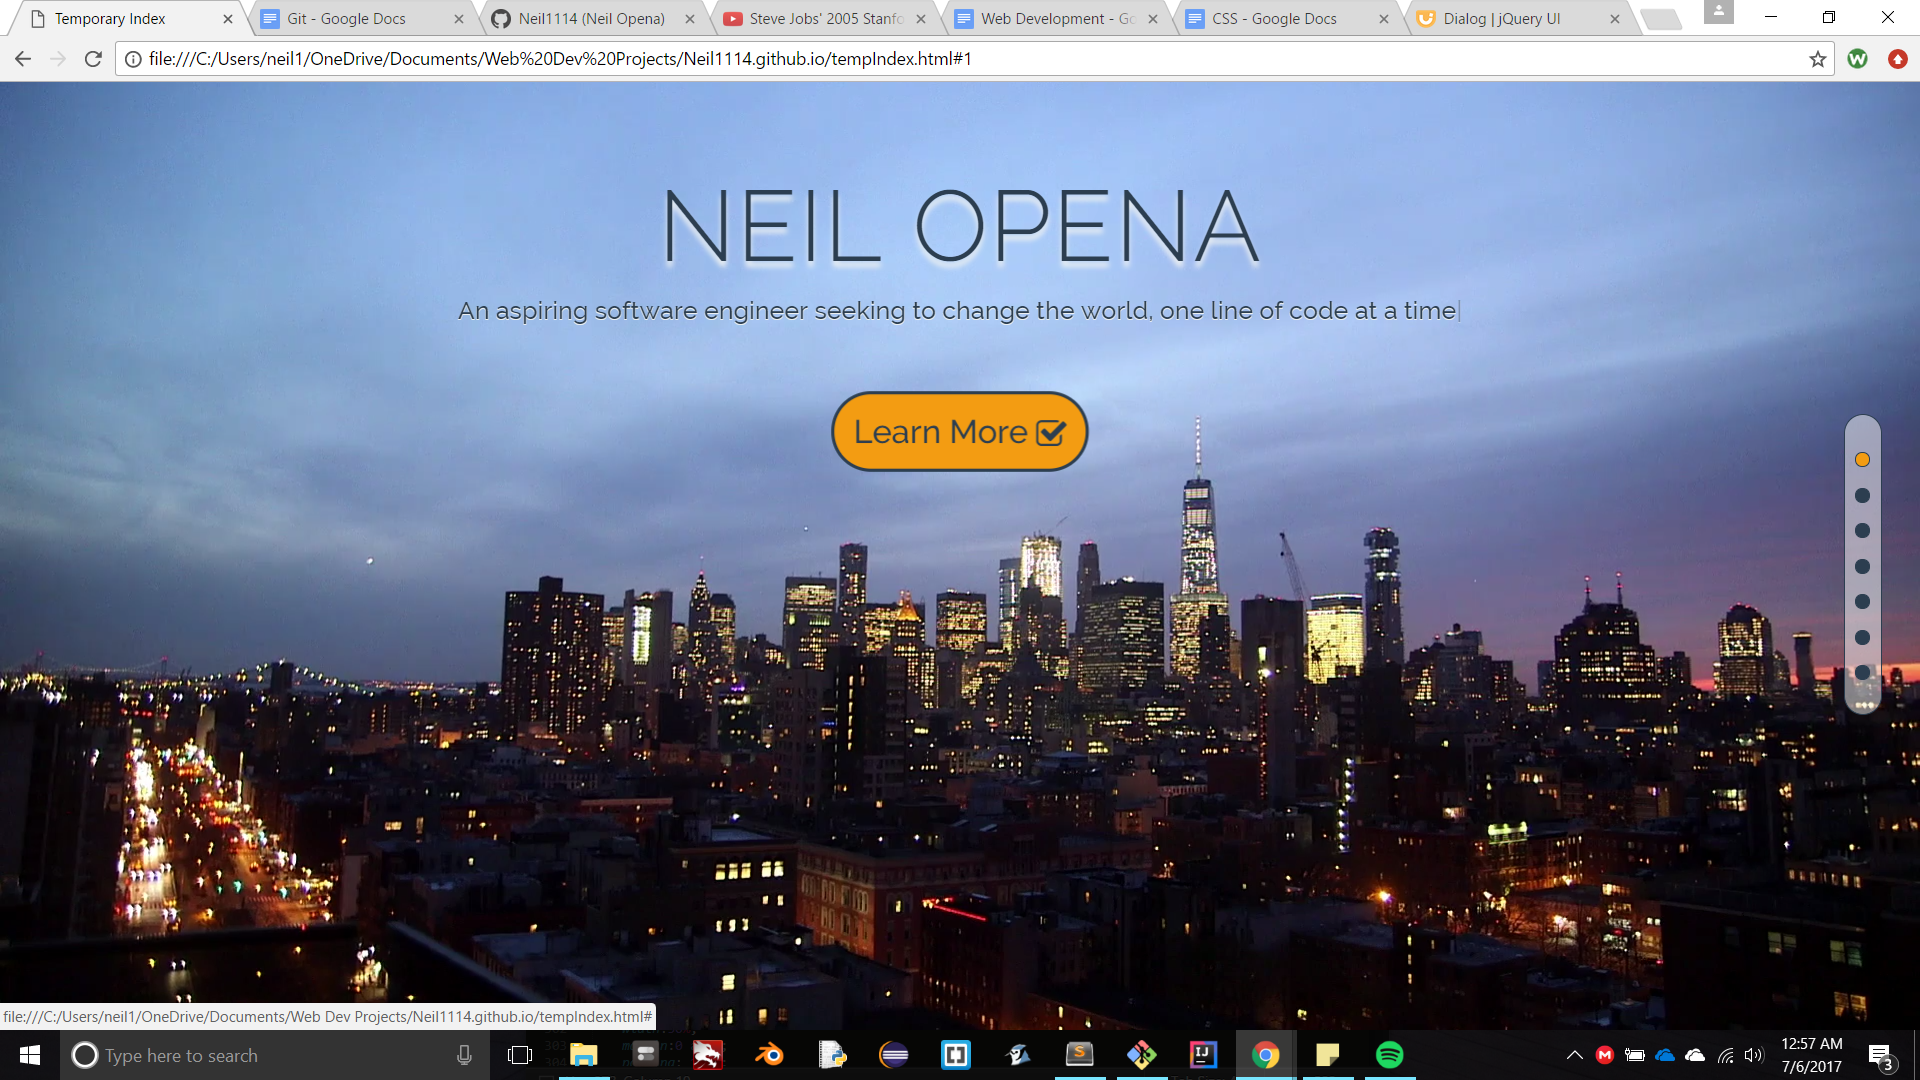 Temporary Index
Git - Google Docs
Neil1114 (Neil Opena)
Steve Jobs' 2005 Stanfo
Web Development - Go
CSS - Google Docs
Dialog | jQuery UI
file:///C:/Users/neil1/OneDrive/Documents/Web%20Dev%20Projects/Neil1114.github.io/tempIndex.html#1
NEIL OPENA
An aspiring software engineer seeking to change the world, one line of code at a time
Learn More
file:///C:/Users/neil1/OneDrive/Documents/Web Dev Projects/Neil1114.github.io/tempIndex.html#
Type here to search
12:57 AM
7/6/2017
3